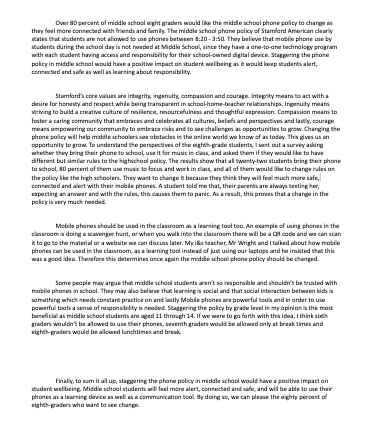 Over 80 percent of middle school eight graders would like the middle school phone policy to change as
they feel more connected with friends and family. The middle school phone policy of Stamford American clearly
states that students are not allowed to use phones between 8:20 - 3:50. They believe that mobile phone use by
students during the school day is not needed at Middle School, since they have a one-to-one technology program
with each student having access and responsibility for their school-owned digital device. Staggering the phone
policy in middle school would have a positive impact on student wellbeing as it would keep students alert,
connected and safe as well as learning about responsibility.
Stamford's core values are integrity, ingenuity, compassion and courage. Integrity means to act with a
desire for honesty and respect while being transparent in school-home-teacher relationships. Ingenuity means
striving to build a creative culture of resilience, resourcefulness and thoughtful expression. Compassion means to
foster a caring community that embraces and celebrates all cultures, beliefs and perspectives and lastly, courage
means empowering our community to embrace risks and to see challenges as opportunities to grow. Changing the
phone policy will help middle schoolers see obstacles in the online world we know of as today. This gives us an
opportunity to grow. To understand the perspectives of the eighth-grade students, I sent out a survey asking
whether they bring their phone to school, use it for music in class, and asked them if they would like to have
different but similar rules to the highschool policy. The results show that all twenty-two students bring their phone
to school, 80 percent of them use music to focus and work in class, and all of them would like to change rules on
the policy like the high schoolers. They want to change it because they think they will feel much more safe,
connected and alert with their mobile phones. A student told me that, their parents are always texting her,
expecting an answer and with the rules, this causes them to panic. As a result, this proves that a change in the
policy is very much needed.
Mobile phones should be used in the classroom as a learning tool too. An example of using phones in the
classroom is doing a scavenger hunt, or when you walk into the classroom there will be a QR code and we can scan
it to go to the material or a website we can discuss later. My i&s teacher, Mr Wright and I talked about how mobile
phones can be used in the classroom, as a learning tool instead of just using our laptops and he insisted that this
was a good idea. Therefore this determines once again the middle school phone policy should be changed.
Some people may argue that middle school students aren't so responsible and shouldn't be trusted with
mobile phones in school. They may also believe that learning is social and that social interaction between kids is
something which needs constant practice on and lastly Mobile phones are powerful tools and in order to use
powerful tools a sense of responsibility is needed. Staggering the policy by grade level in my opinion is the most
beneficial as middle school students are aged 11 through 14. If we were to go forth with this idea, I think sixth
graders wouldn't be allowed to use their phones, seventh graders would be allowed only at break times and
eighth-graders would be allowed lunchtimes and break.
Finally, to sum it all up, staggering the phone policy in middle school would have a positive impact on
student wellbeing. Middle school students will feel more alert, connected and safe, and will be able to use their
phones as a learning device as well as a communication tool. By doing so, we can please the eighty percent of
eighth-graders who want to see change.